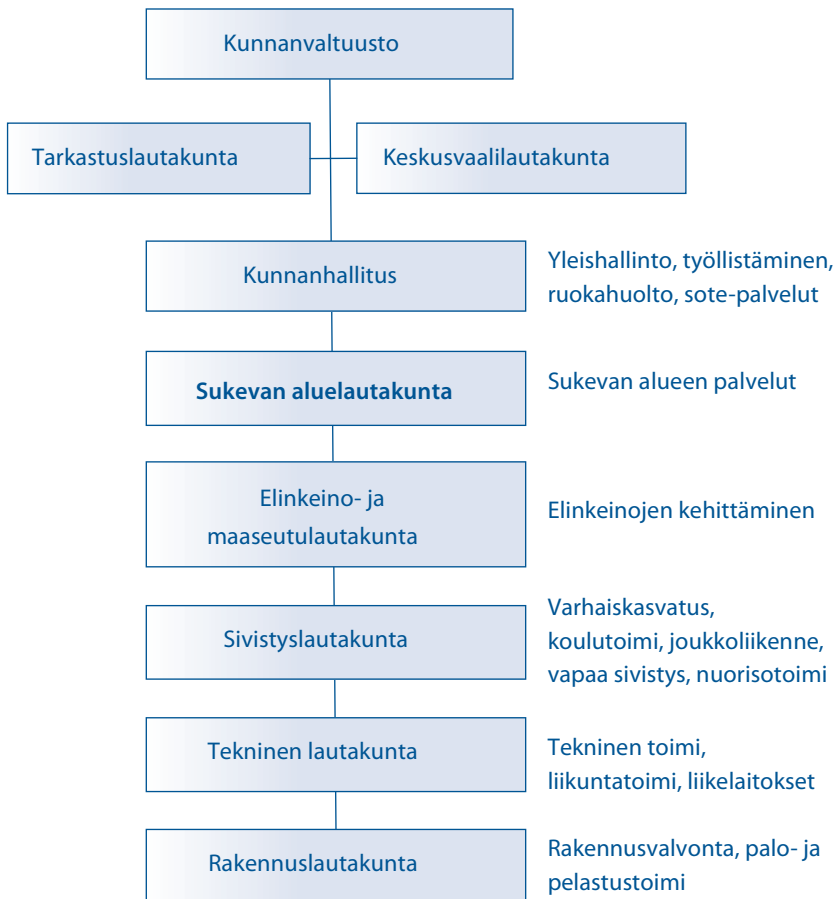 Kunnanvaltuusto
Tarkastuslautakunta
Keskusvaalilautakunta
Kunnanhallitus
Yleishallinto, työllistäminen,
ruokahuolto, sote-palvelut
Sukevan aluelautakunta
Sukevan alueen palvelut
Elinkeino- ja
maaseutulautakunta
Elinkeinojen kehittäminen
Sivistyslautakunta
Varhaiskasvatus,
koulutoimi, joukkoliikenne,
vapaa sivistys, nuorisotoimi
Tekninen lautakunta
Tekninen toimi,
liikuntatoimi, liikelaitokset
Rakennuslautakunta
Rakennusvalvonta, palo- ja
pelastustoimi